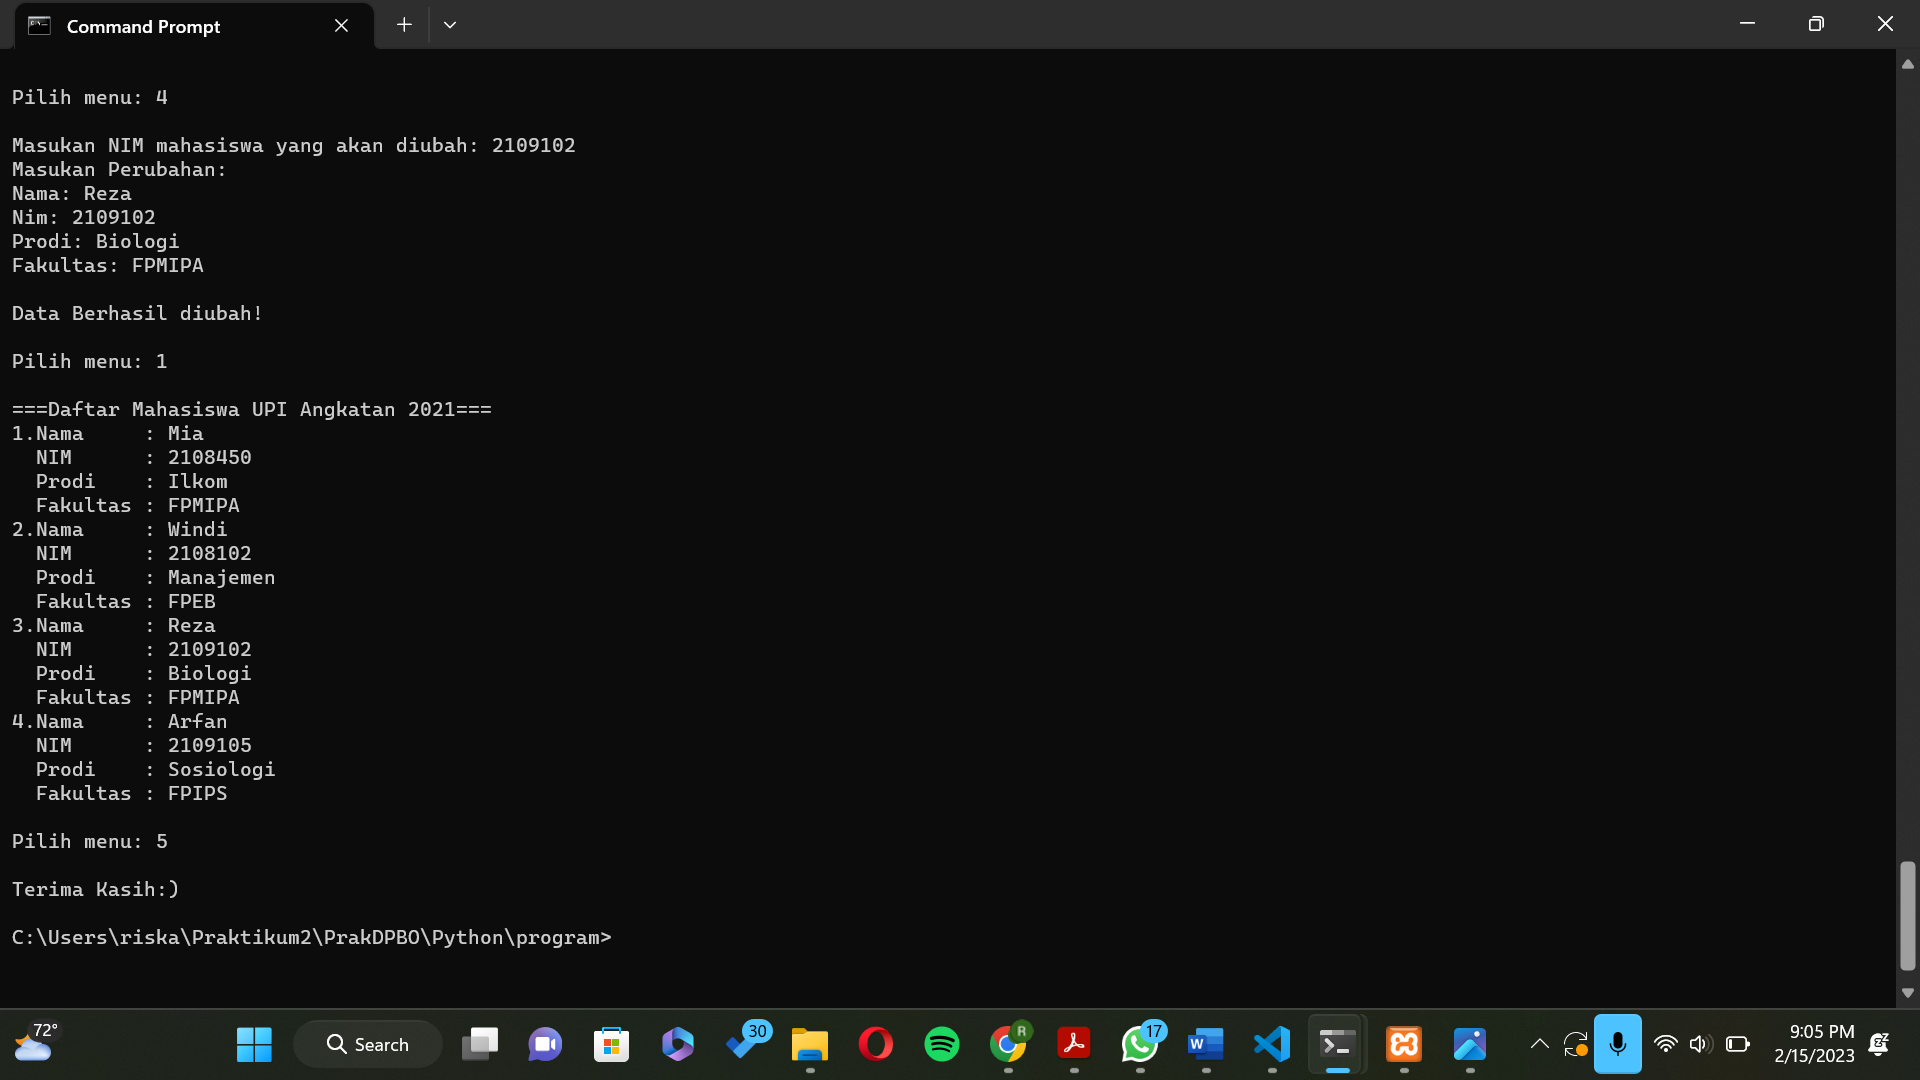 Command Prompt
Pilih menu: 4
Masukan NIM mahasiswa yang akan diubah: 2109102
Masukan Perubahan:
Nama: Reza
Nim: 2109102
Prodi: Biologi
Fakultas: FPMIPA
Data Berhasil diubah!
Pilih menu: 1
===Daftar Mahasiswa UPI Angkatan 2021===
1.Nama     : Mia
  NIM      : 2108450
  Prodi    : Ilkom
  Fakultas : FPMIPA
2.Nama     : Windi
  NIM      : 2108102
  Prodi    : Manajemen
  Fakultas : FPEB
3.Nama     : Reza
  NIM      : 2109102
  Prodi    : Biologi
  Fakultas : FPMIPA
4.Nama     : Arfan
  NIM      : 2109105
  Prodi    : Sosiologi
  Fakultas : FPIPS
Pilih menu: 5
Terima Kasih:)
C:\Users\riska\Praktikum2\PrakDPBO\Python\program>
72°
Search
30
R
17
W
9:05 PM
2/15/2023